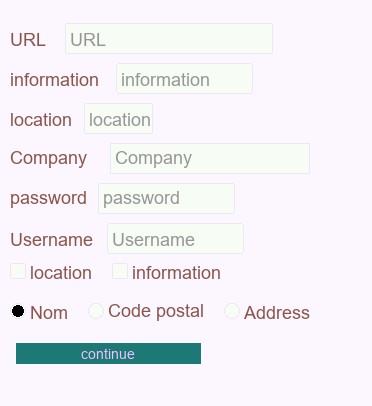 URL URL
information information
location location
Company Company
password password
Username Username
location information
Nom Code postal Address
continue